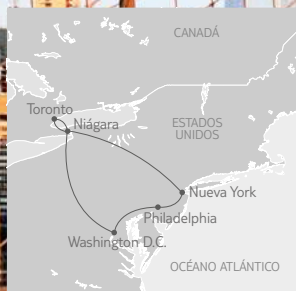 CANADÁ
Toronto
Niágara
ESTADOS
UNIDOS
Nueva York
Philadelphia
Washington D.C.
OCÉANO ATLÁNTICO